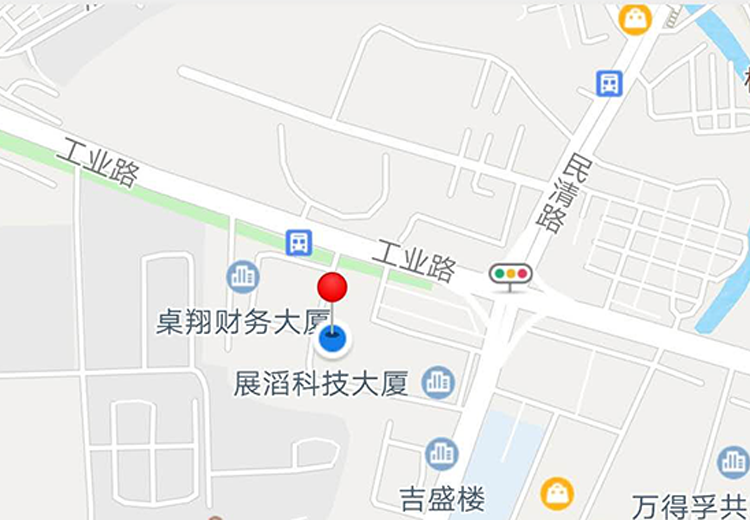 工业路
民清路
工业路
桌翔财务大厦
展滔科技大厦
吉盛楼
万得孚共